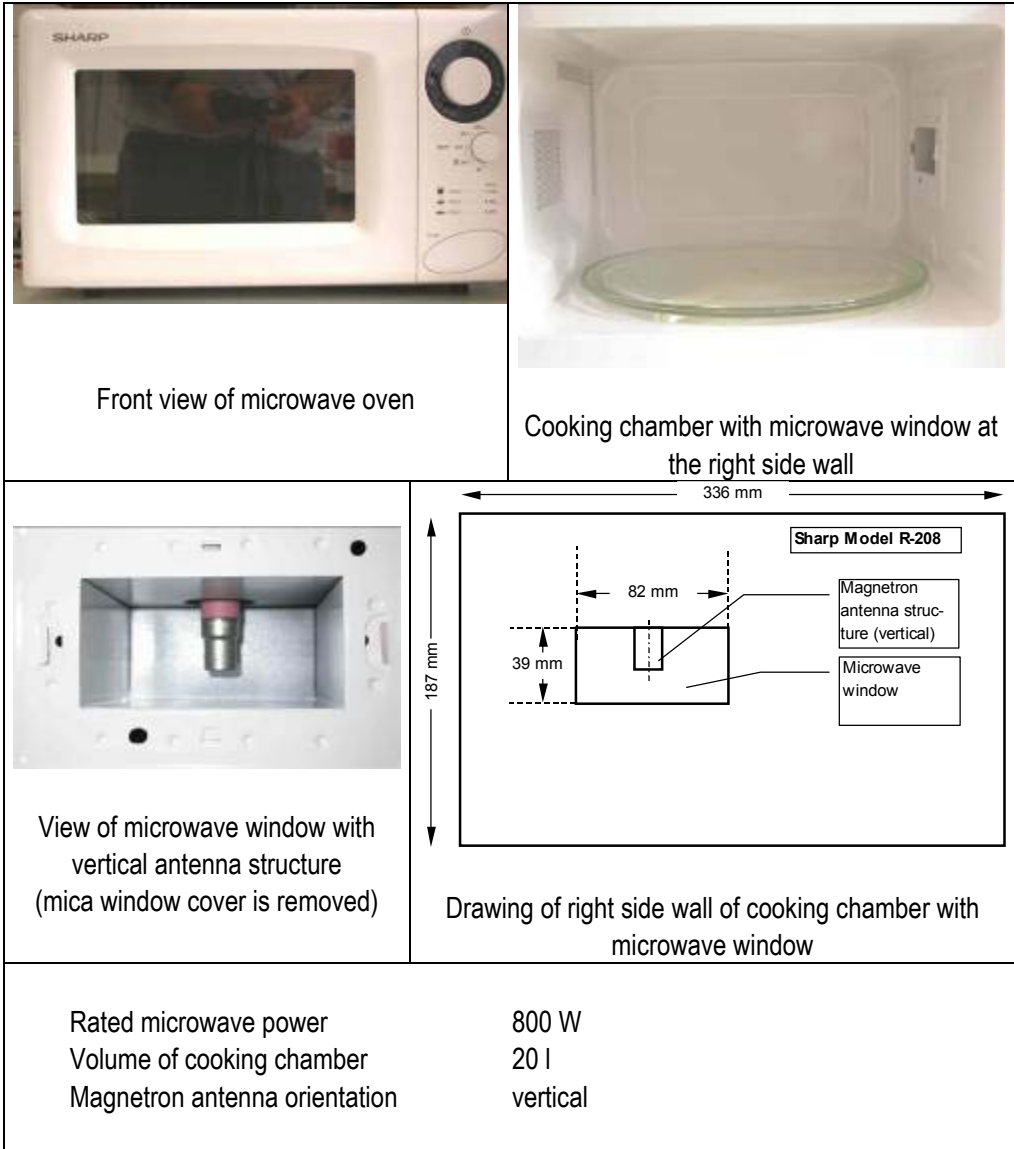 SHARP
Front view of microwave oven
Cooking chamber with microwave window at
the right side wall
View of microwave window with
vertical antenna structure
(mica window cover is removed)
336 mm
187 mm
82 mm
39 mm
Sharp Model R-208
Magnetron
antenna struc-
ture (vertical)
Microwave
window
Drawing of right side wall of cooking chamber with
microwave window
Rated microwave power 800 W
Volume of cooking chamber 20 l
Magnetron antenna orientation vertical